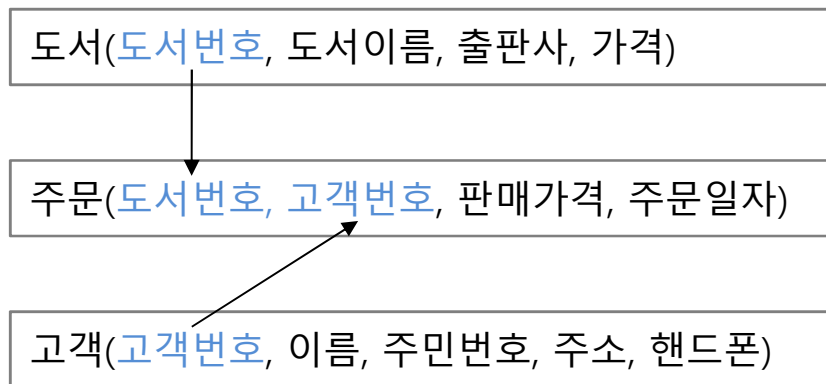 도서(도서번호, 도서이름, 출판사, 가격)
주문(도서번호, 고객번호, 판매가격, 주문일자)
고객(고객번호, 이름, 주민번호, 주소, 핸드폰)